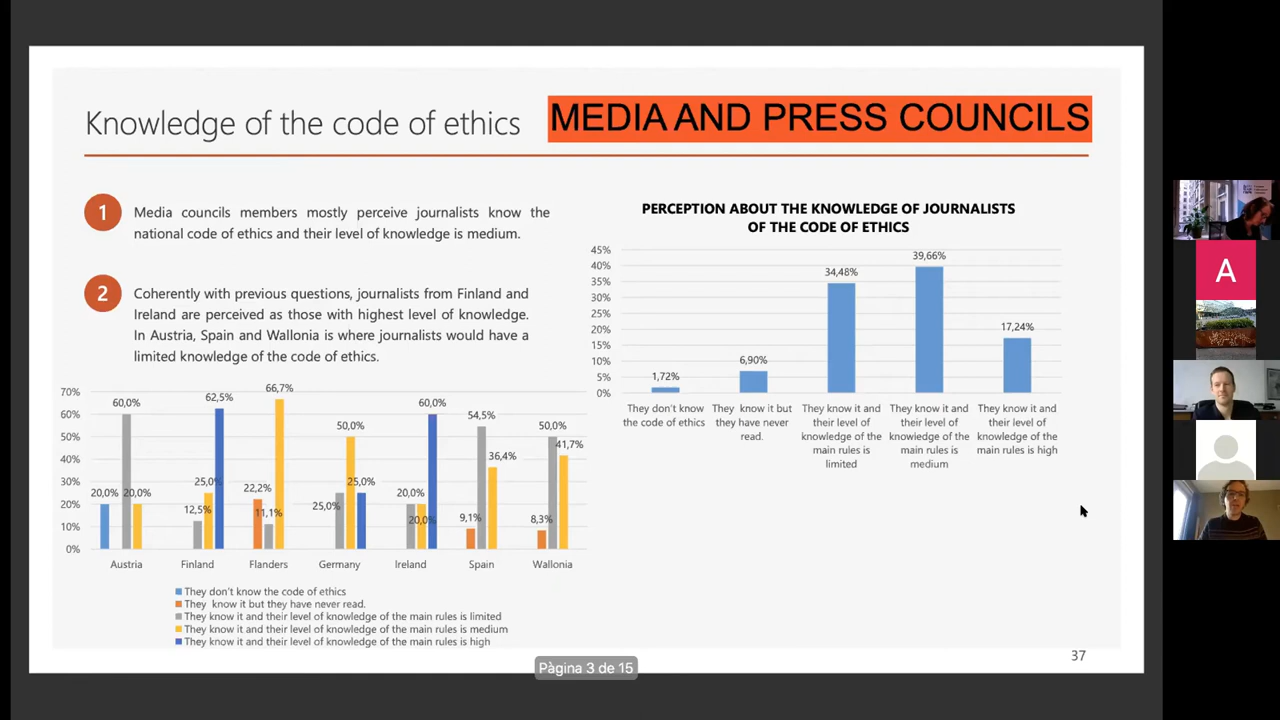 Knowledge of the code of ethics
MEDIA AND PRESS COUNCILS
1
Media councils members mostly perceive journalists know the
national code of ethics and their level of knowledge is medium.
2
Coherently with previous questions, journalists from Finland and
Ireland are perceived as those with highest level of knowledge.
In Austria, Spain and Wallonia is where journalists would have a
limited knowledge of the code of ethics.
70%
60%
50%
40%
30%
20%
10%
0%
20,0%
60,0%
20,0%
12,5%
25,0%
62,5%
22,2%
11,1%
66,7%
25,0%
50,0%
25,0%
20,0%
20,0%
60,0%
9,1%
54,5%
36,4%
8,3%
50,0%
41,7%
Austria
Finland
Flanders
Germany
Ireland
Spain
Wallonia
They don't know the code of ethics
They know it but they have never read.
They know it and their level of knowledge of the main rules is limited
They know it and their level of knowledge of the main rules is medium
They know it and their level of knowledge of the main rules is high
PERCEPTION ABOUT THE KNOWLEDGE OF JOURNALISTS
OF THE CODE OF ETHICS
45%
40%
35%
30%
25%
20%
15%
10%
5%
0%
1,72%
6,90%
34,48%
39,66%
17,24%
They don't know
the code of ethics
They know it but
they have never
read.
They know it and
their level of
knowledge of the
main rules is
limited
They know it and
their level of
knowledge of the
main rules is
medium
They know it and
their level of
knowledge of the
main rules is high
37
Pàgina 3 de 15
A